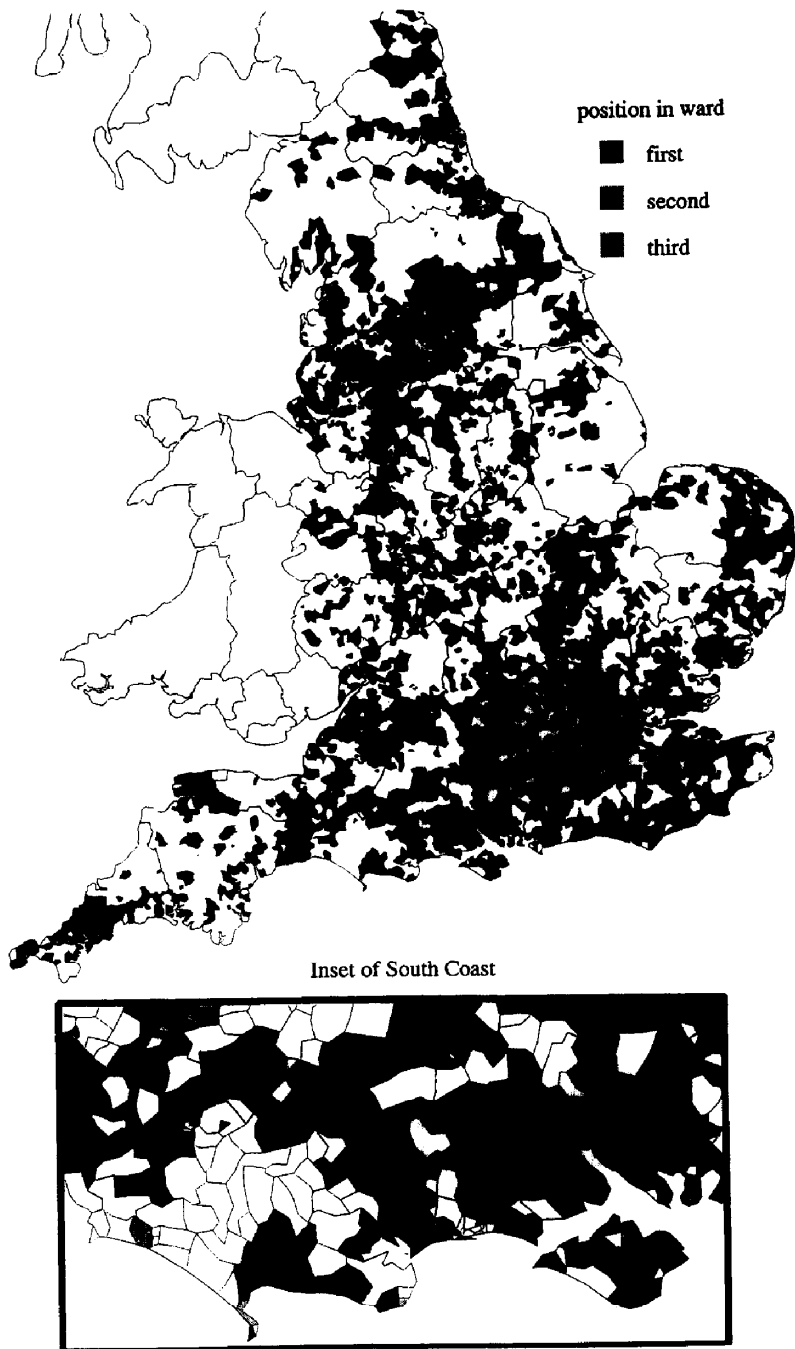 position in ward
first
second
third
Inset of South Coast